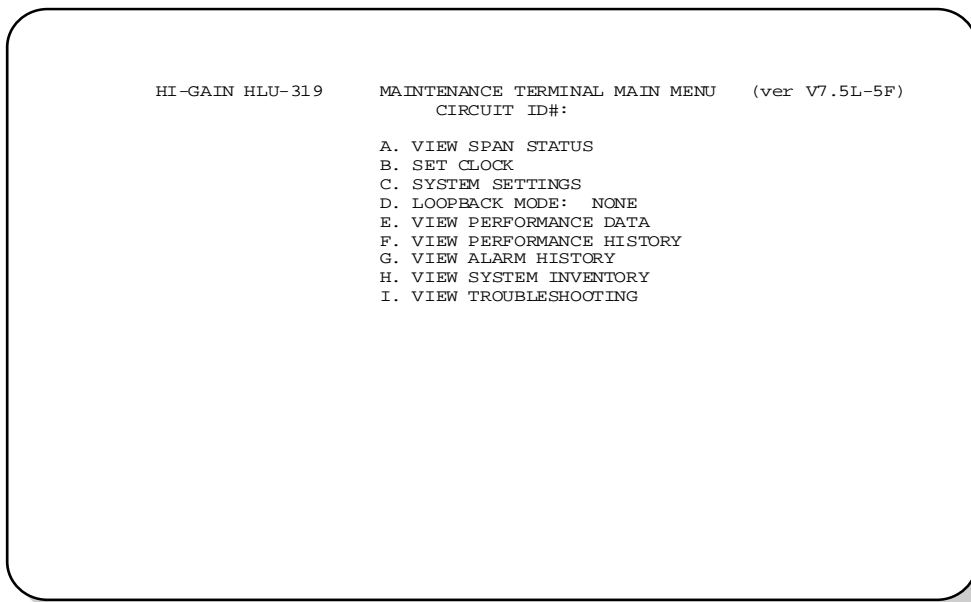 HI-GAIN HLU-319 MAINTENANCE TERMINAL MAIN MENU (ver V7.5L-5F)
CIRCUIT ID#:
A. VIEW SPAN STATUS
B. SET CLOCK
C. SYSTEM SETTINGS
D. LOOPBACK MODE: NONE
E. VIEW PERFORMANCE DATA
F. VIEW PERFORMANCE HISTORY
G. VIEW ALARM HISTORY
H. VIEW SYSTEM INVENTORY
I. VIEW TROUBLESHOOTING